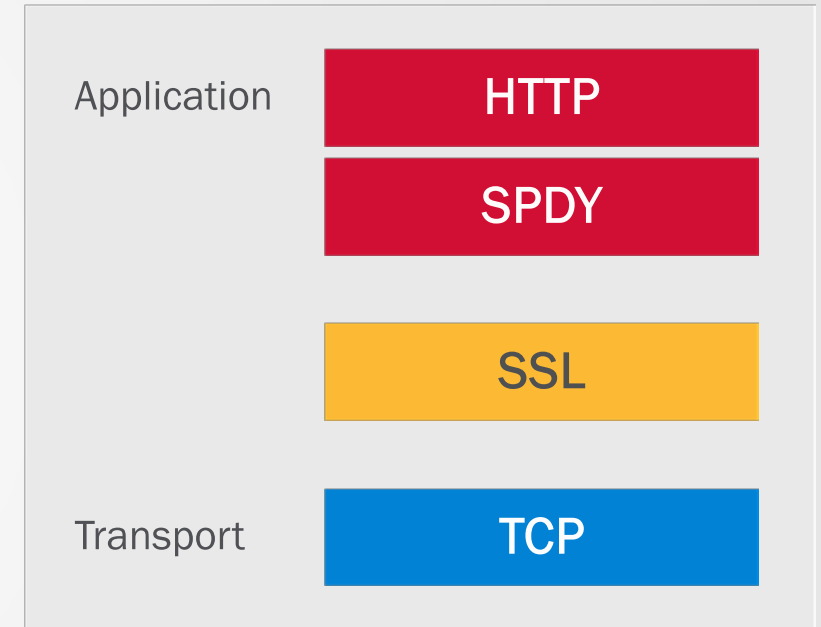 Application
HTTP
SPDY
SSL
Transport
TCP